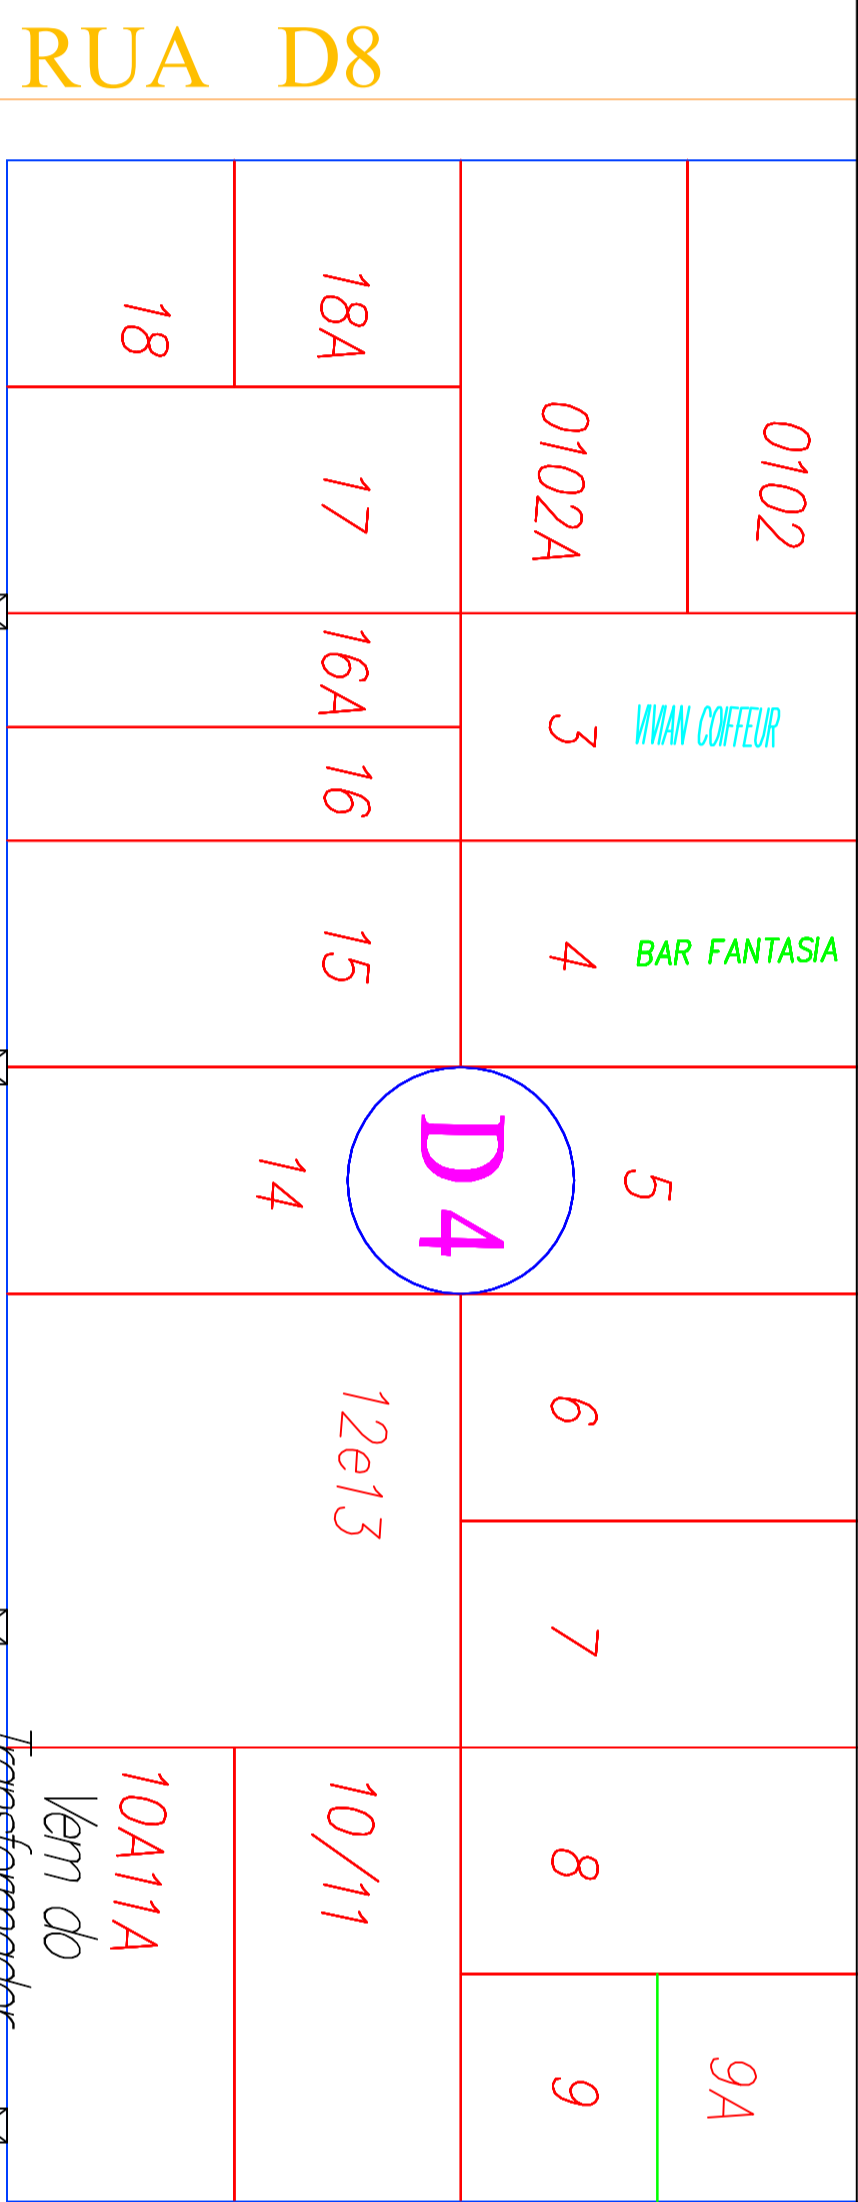 RUA D8
18
18A
0102A
0102
17
16A
3
VIVIAN COIFFEUR
16
15
4
BAR FANTASIA
D4
14
5
12e13
6
7
10A11A
10/11
8
Vem do
Transformador
9
9A